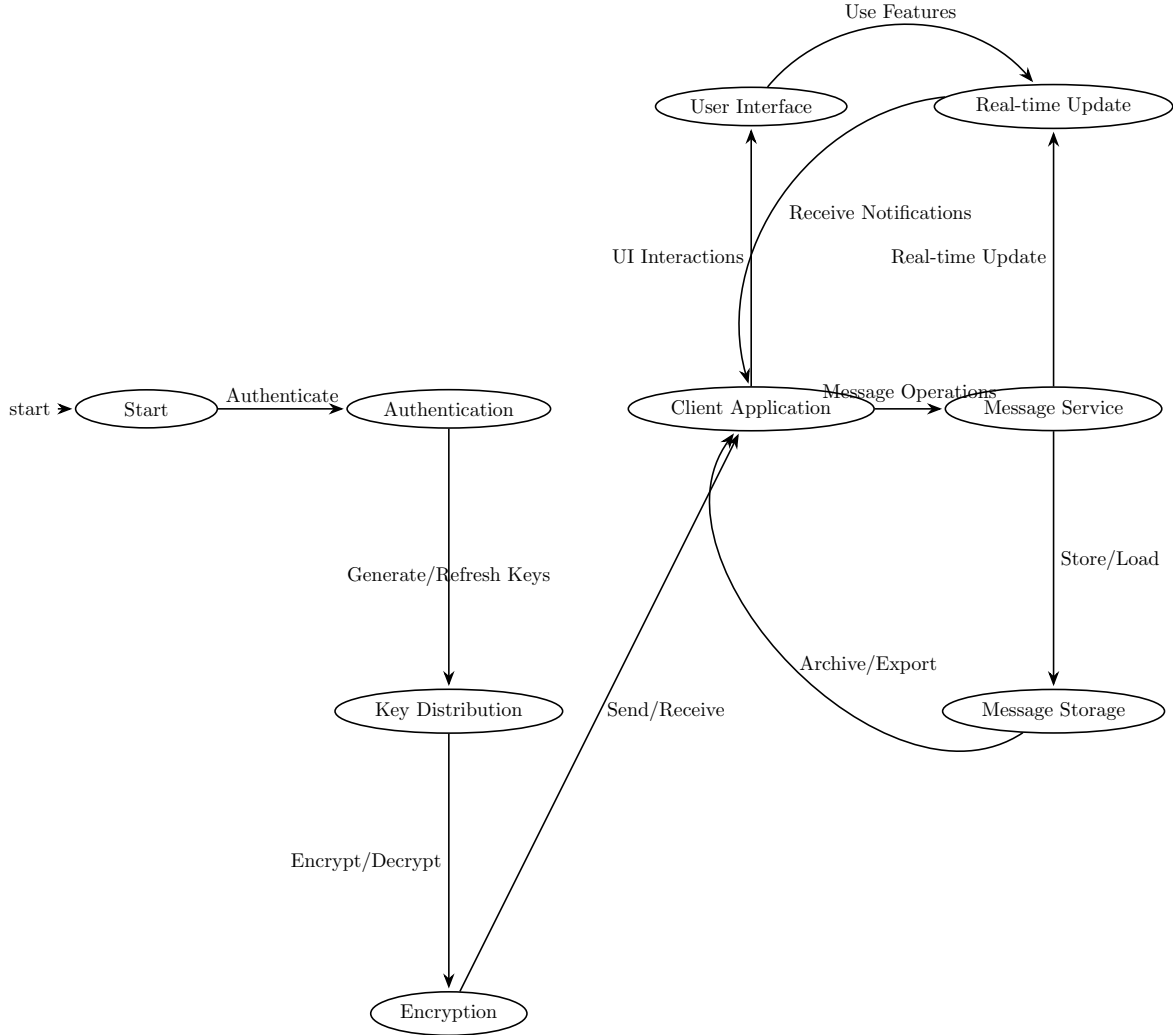 Use Features
User Interface
Real-time Update
Receive Notifications
UI Interactions
Real-time Update
start
Start
Authenticate
Authentication
Client Application
Message Operations
Message Service
Generate/Refresh Keys
Store/Load
Archive/Export
Key Distribution
Send/Receive
Message Storage
Encrypt/Decrypt
Encryption